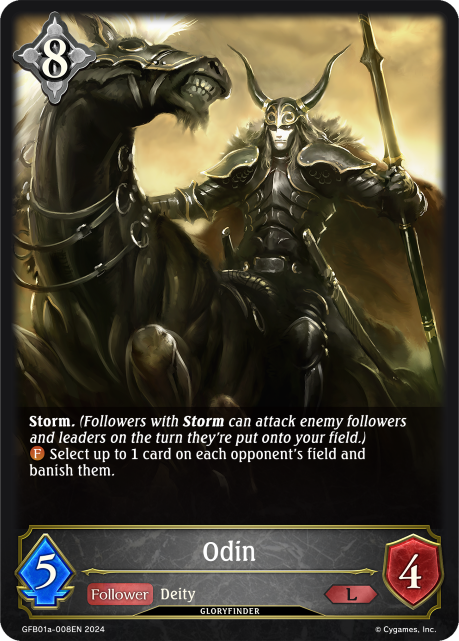 8
Storm. (Followers with Storm can attack enemy followers
and leaders on the turn they're put onto your field.)
F Select up to 1 card on each opponent's field and
banish them.
Odin
5
Follower Deity
L
4
GLORYFINDER
GFB01a-008EN 2024
© Cygames, Inc.